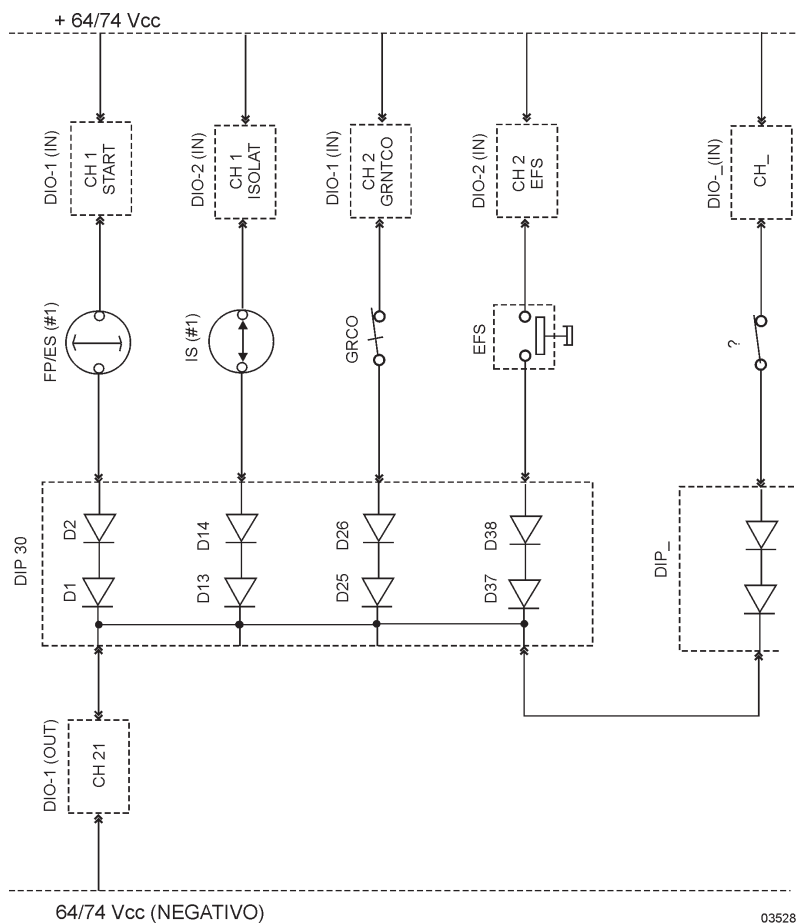 + 64/74 Vcc
DIO-1 (IN)
CH 1
START
DIO-2 (IN)
CH 1
ISOLAT
DIO-1 (IN)
CH 2
GRNTCO
DIO-2 (IN)
CH 2
EFS
DIO-_(IN)
CH_
FP/ES (#1)
IS (#1)
GRCO
EFS
?
DIP 30
D2
D14
D26
D38
D1
D13
D25
D37
DIP_
DIO-1 (OUT)
CH 21
64/74 Vcc (NEGATIVO)
03528